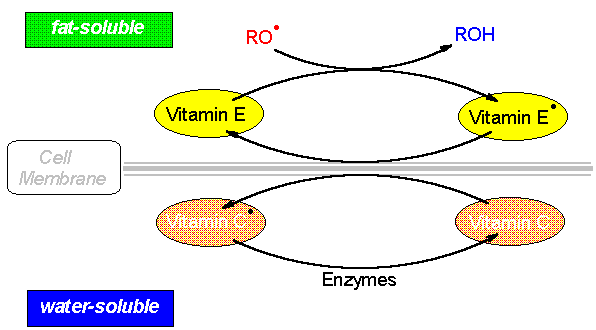 fat-soluble
RO•
ROH
Vitamin E
Vitamin E•
Cell
Membrane
Vitamin C•
Vitamin C
Enzymes
water-soluble